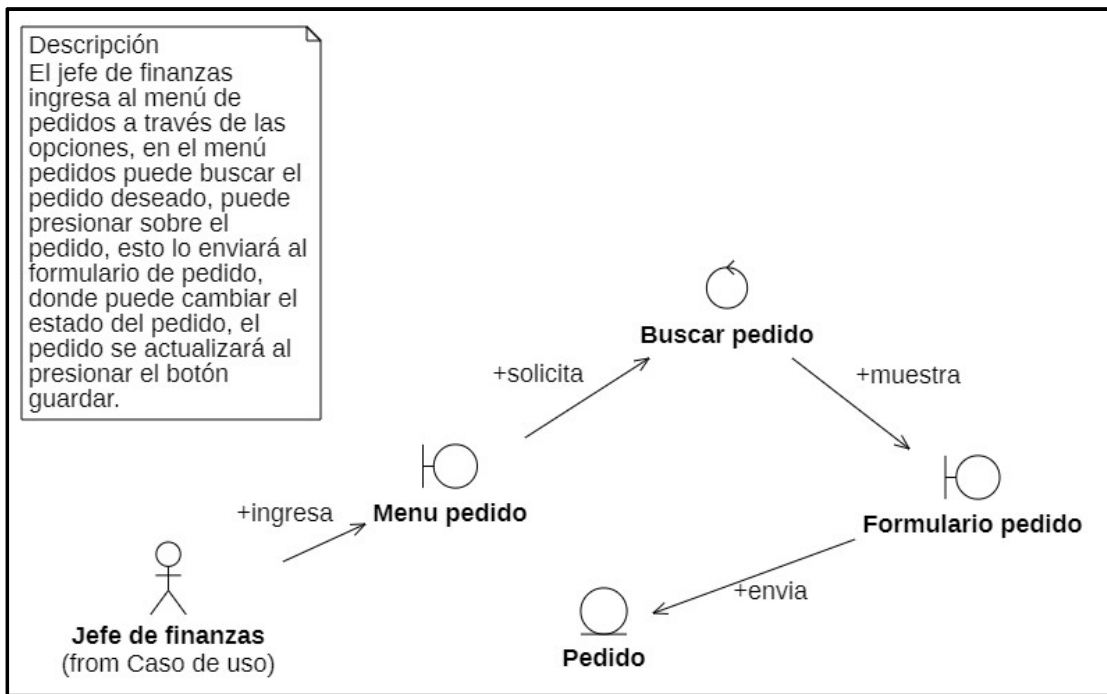 Descripción
El jefe de finanzas
ingresa al menú de
pedidos a través de las
opciones, en el menú
pedidos puede buscar el
pedido deseado, puede
presionar sobre el
pedido, esto lo enviará al
formulario de pedido,
donde puede cambiar el
estado del pedido, el
pedido se actualizará al
presionar el botón
guardar.
Buscar pedido
+solicita
+muestra
+ingresa
Menu pedido
Formulario pedido
+envia
Jefe de finanzas
(from Caso de uso)
Pedido